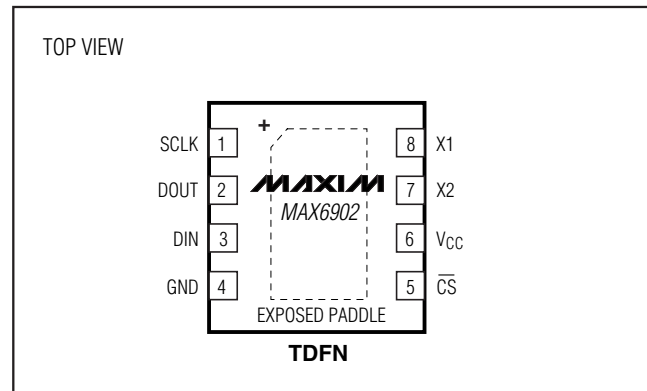 TOP VIEW
+
SCLK 1
DOUT 2
DIN 3
GND 4
8 X1
7 X2
6 VCC
5 C̅S̅
MAXIM
MAX6902
EXPOSED PADDLE
TDFN